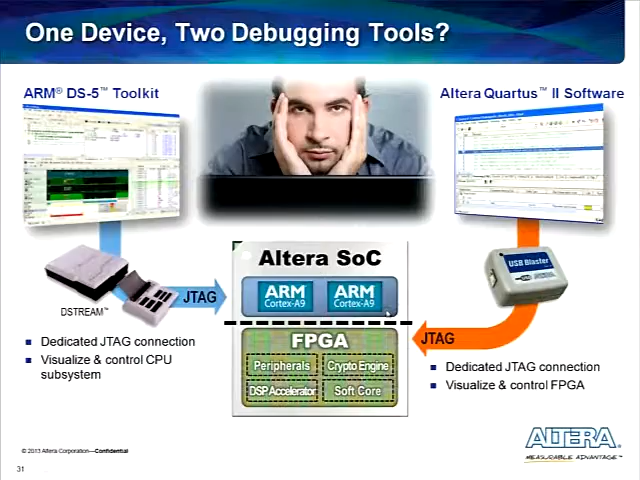 One Device, Two Debugging Tools?
ARM® DS-5™ Toolkit
Altera Quartus™ II Software
USB Blaster
DSTREAM™
JTAG
Altera SoC
ARM
Cortex-A9
ARM
Cortex-A9
FPGA
Peripherals
Crypto Engine
DSP Accelerator
Soft Core
JTAG
■ Dedicated JTAG connection
■ Visualize & control CPU
subsystem
■ Dedicated JTAG connection
■ Visualize & control FPGA
© 2013 Altera Corporation—Confidential
31
ALTERA®
MEASURABLE ADVANTAGE™